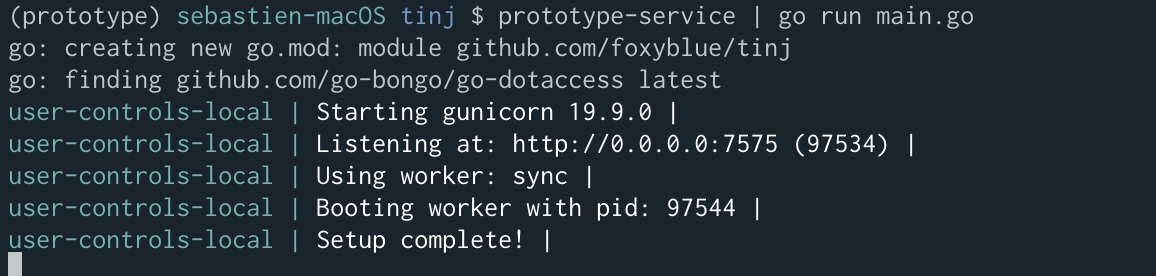 (prototype) sebastien-macOS tinj $ prototype-service | go run main.go
go: creating new go.mod: module github.com/foxyblue/tinj
go: finding github.com/go-bongo/go-dotaccess latest
user-controls-local | Starting gunicorn 19.9.0 |
user-controls-local | Listening at: http://0.0.0.0:7575 (97534) |
user-controls-local | Using worker: sync |
user-controls-local | Booting worker with pid: 97544 |
user-controls-local | Setup complete! |